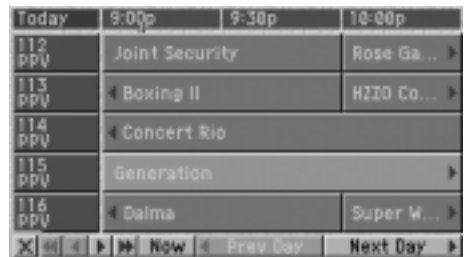 Today 9:00p 9:30p 10:00p
112 PPV Joint Security Rose Ga...
113 PPV Boxing II HZZO Co...
114 PPV Concert Rio
115 PPV Generation
116 PPV Dalma Super W...
X Now Prev Day Next Day